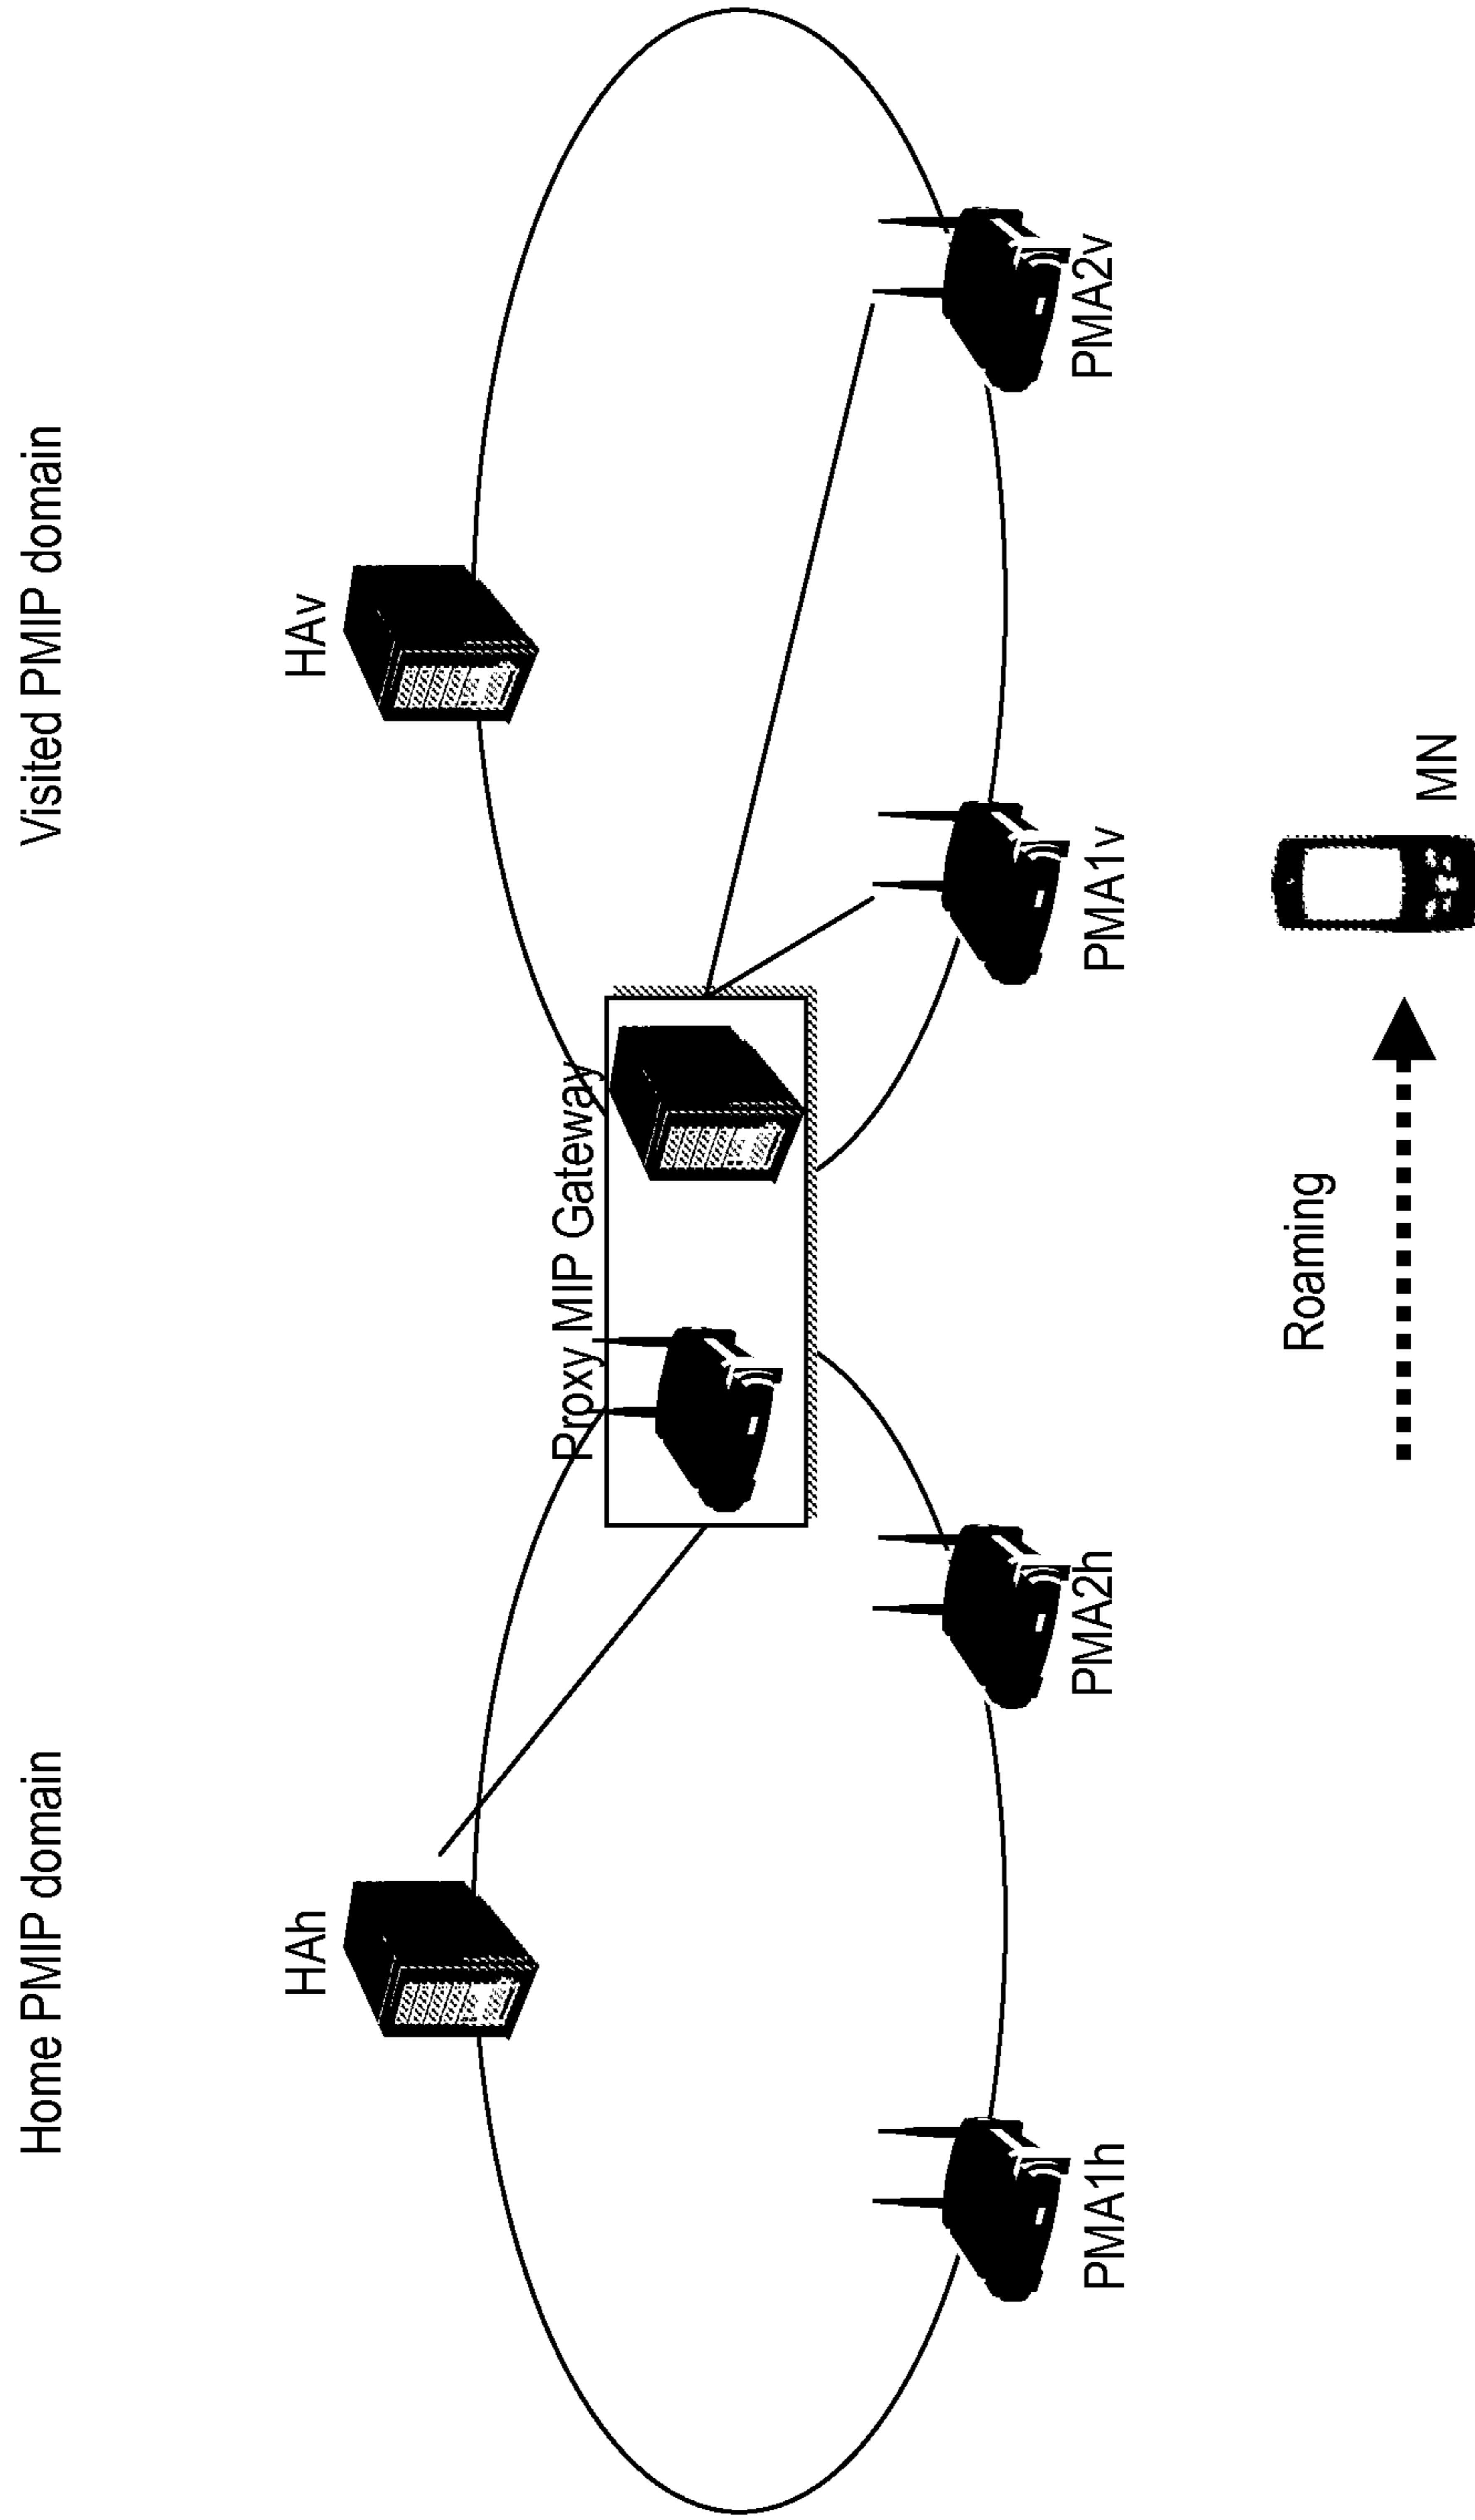 Home PMIP domain
Visited PMIP domain
HAh
HAv
Proxy MIP Gateway
PMA1h
PMA2h
PMA1v
PMA2v
Roaming
MN